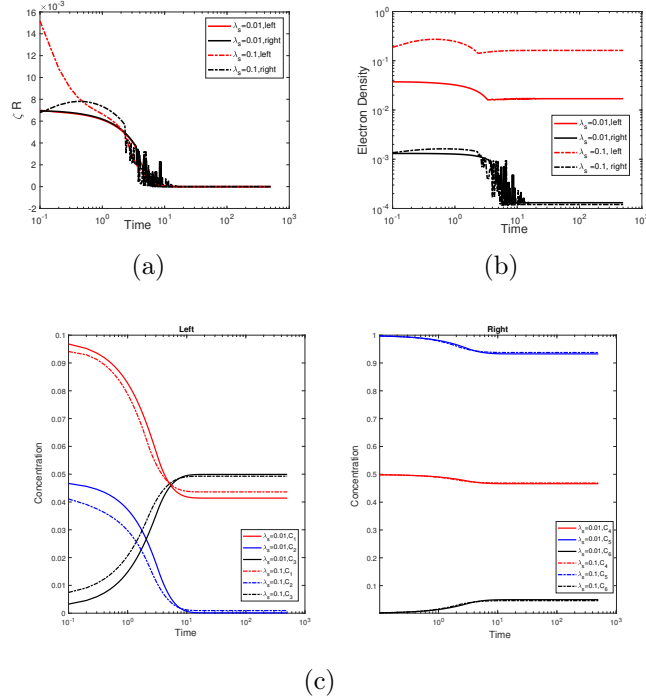 ×10⁻³
16
14
12
10
8
6
4
2
0
-2
ζ R
10⁻¹ 10⁰ 10¹ 10² 10³
Time
λₛ=0.01,left
λₛ=0.01,right
λₛ=0.1,left
λₛ=0.1,right
(a)
10⁰
10⁻¹
10⁻²
10⁻³
10⁻⁴
Electron Density
10⁻¹ 10⁰ 10¹ 10² 10³
Time
λₛ=0.01,left
λₛ=0.01,right
λₛ=0.1, left
λₛ=0.1, right
(b)
Left
0.1
0.09
0.08
0.07
0.06
0.05
0.04
0.03
0.02
0.01
0
Concentration
10⁻¹ 10⁰ 10¹ 10² 10³
Time
λₛ=0.01,C₁
λₛ=0.01,C₂
λₛ=0.01,C₃
λₛ=0.1,C₁
λₛ=0.1,C₂
λₛ=0.1,C₃
Right
1
0.9
0.8
0.7
0.6
0.5
0.4
0.3
0.2
0.1
Concentration
10⁰ 10¹ 10² 10³
Time
λₛ=0.01,C₄
λₛ=0.01,C₅
λₛ=0.01,C₆
λₛ=0.1,C₄
λₛ=0.1,C₅
λₛ=0.1,C₆
(c)